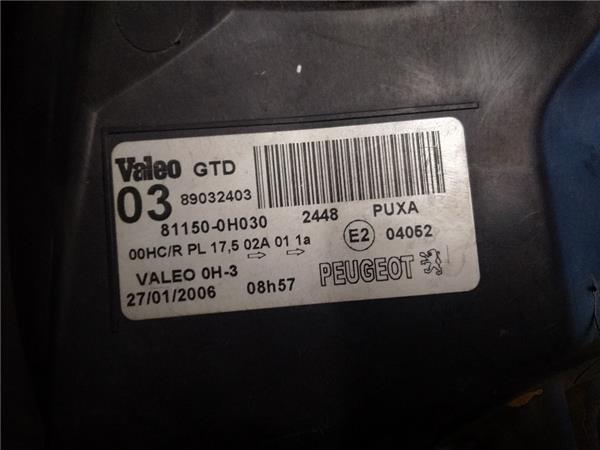 Valeo GTD
03 89032403
81150-0H030 2448 PUXA
00HC/R PL 17,5 02A 01 1a E2 04052
VALEO 0H-3 PEUGEOT
27/01/2006 08h57